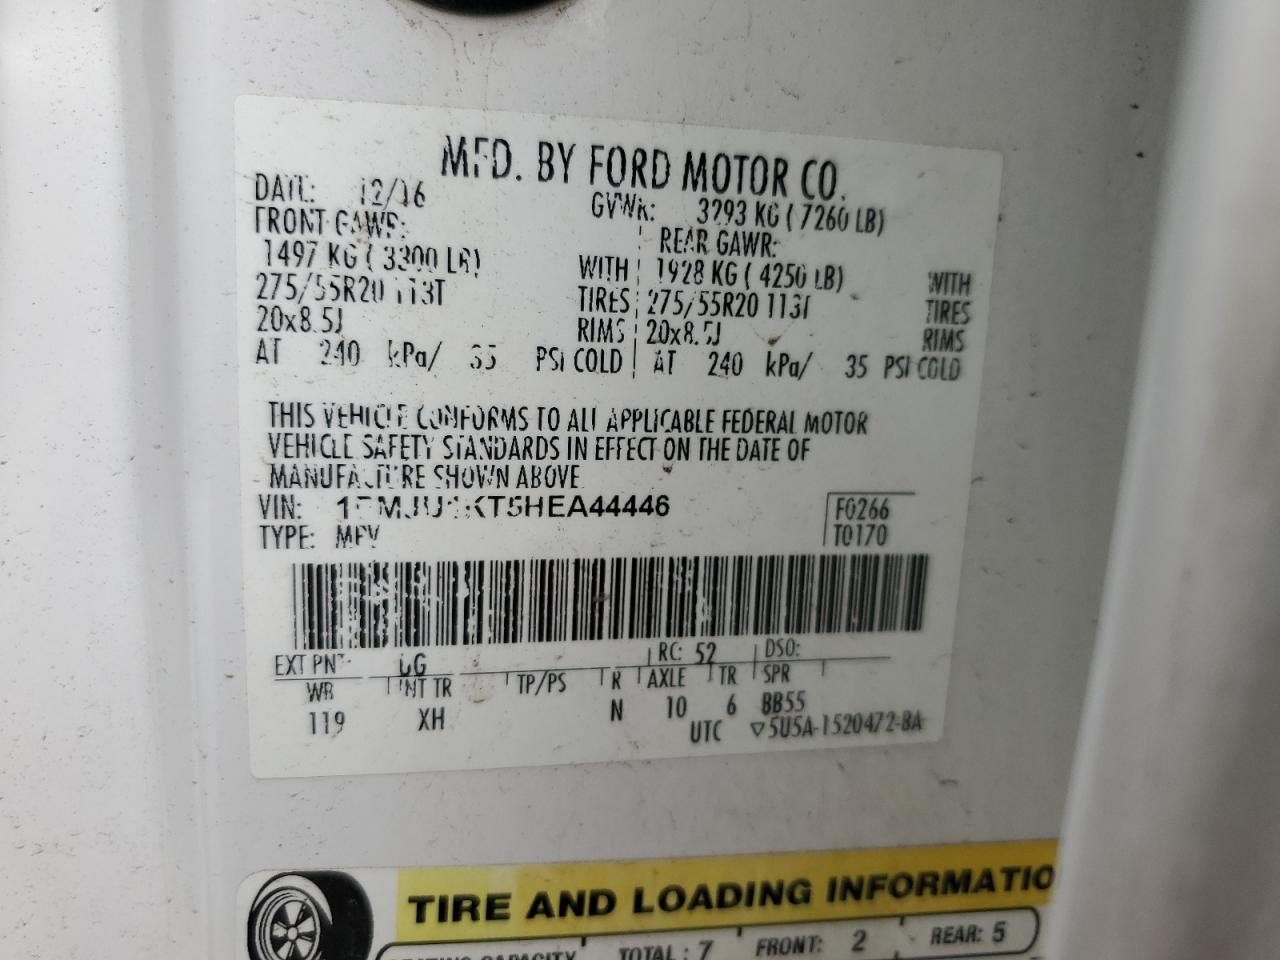 MFD. BY FORD MOTOR CO.
DATE: 12/16 GVWR: 3293 KG ( 7260 LB)
FRONT GAWR: REAR GAWR:
1497 KG ( 3300 LB) WITH 1928 KG ( 4250 LB) WITH
275/55R20 113T TIRES 275/55R20 113T TIRES
20x8.5J RIMS 20x8.5J RIMS
AT 240 kPa/ 35 PSI COLD AT 240 kPa/ 35 PSI COLD
THIS VEHICLE CONFORMS TO ALL APPLICABLE FEDERAL MOTOR
VEHICLE SAFETY STANDARDS IN EFFECT ON THE DATE OF
MANUFACTURE SHOWN ABOVE
VIN: 1FMJU1KT5HEA44446 F0266
TYPE: MPV T0170
EXT PNT: RC: 52 DSO:
WB INT TR TP/PS R AXLE TR SPR
119 XH N 10 6 BB55
UTC ▽5U5A-1520472-BA
TIRE AND LOADING INFORMATIO
SEATING CAPACITY TOTAL : 7 FRONT: 2 REAR: 5